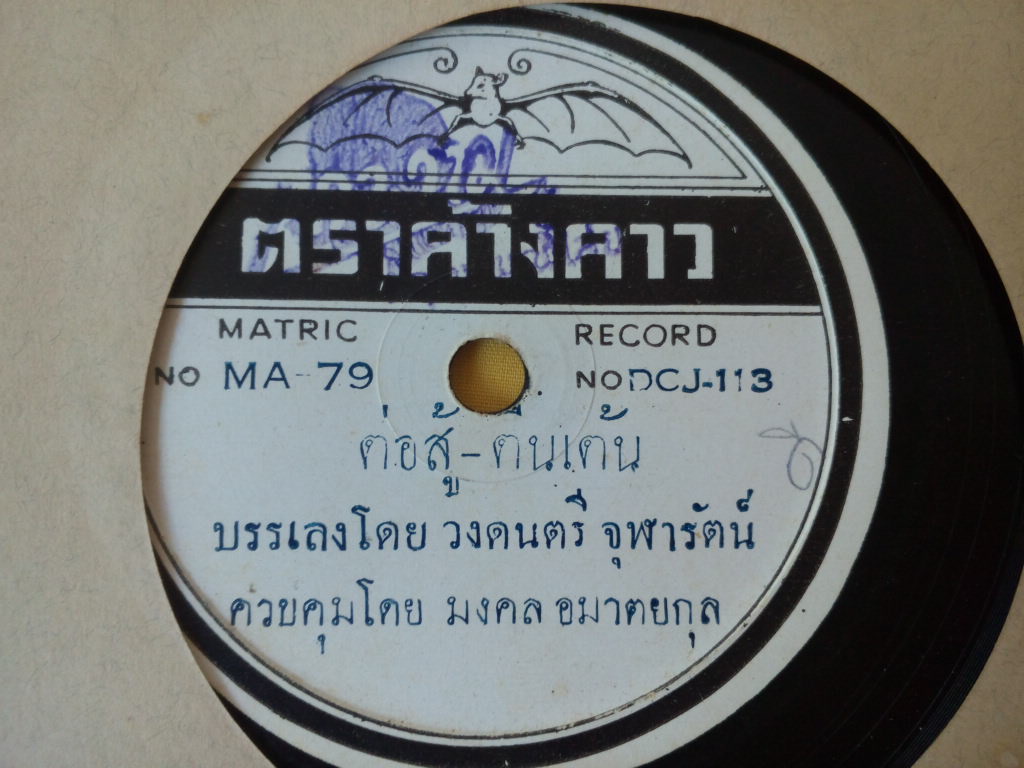 ตราค้างคาว
MATRIC RECORD
NO MA-79 NO DCJ-113
ต่อสู้-ตื่นเต้น
บรรเลงโดย วงดนตรี จุฬารัตน์
ควบคุมโดย มงคล อมาตยกุล